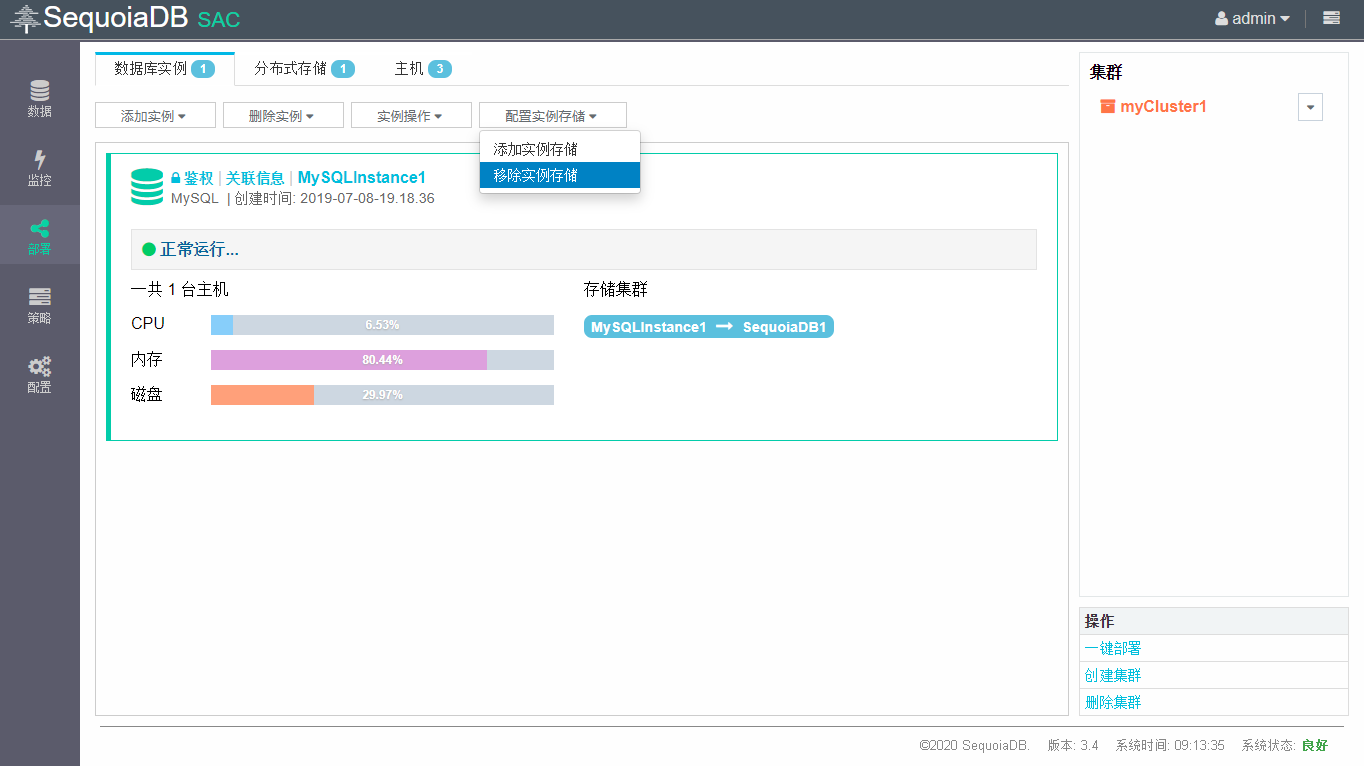 SequoiaDB SAC
admin
数据
监控
部署
策略
配置
数据库实例 1
分布式存储 1
主机 3
添加实例
删除实例
实例操作
配置实例存储
添加实例存储
移除实例存储
鉴权 | 关联信息 | MySQLInstance1
MySQL | 创建时间: 2019-07-08-19.18.36
正常运行...
一共 1 台主机
CPU 6.53%
内存 80.44%
磁盘 29.97%
存储集群
MySQLInstance1 → SequoiaDB1
集群
myCluster1
操作
一键部署
创建集群
删除集群
©2020 SequoiaDB. 版本: 3.4 系统时间: 09:13:35 系统状态: 良好